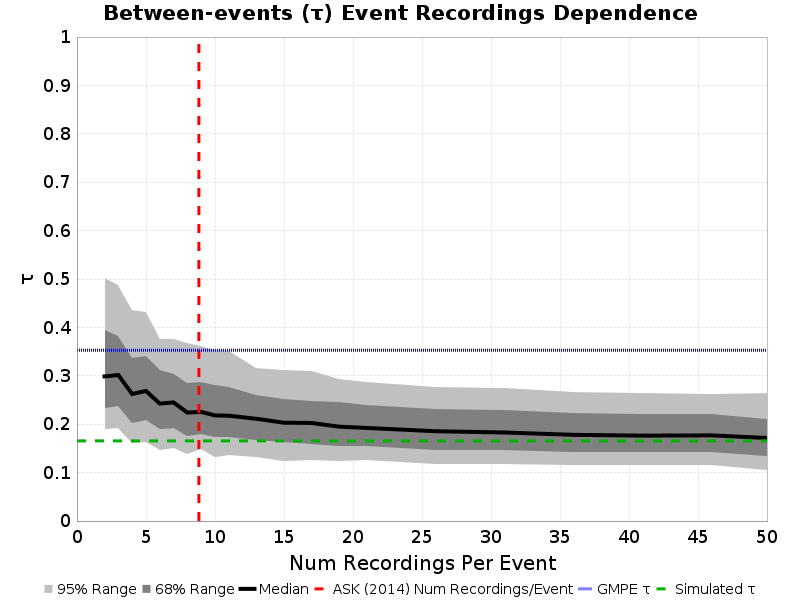 Between-events (τ) Event Recordings Dependence
1
0.9
0.8
0.7
0.6
0.5
0.4
0.3
0.2
0.1
0
τ
0 5 10 15 20 25 30 35 40 45 50
Num Recordings Per Event
95% Range 68% Range Median ASK (2014) Num Recordings/Event GMPE τ Simulated τ